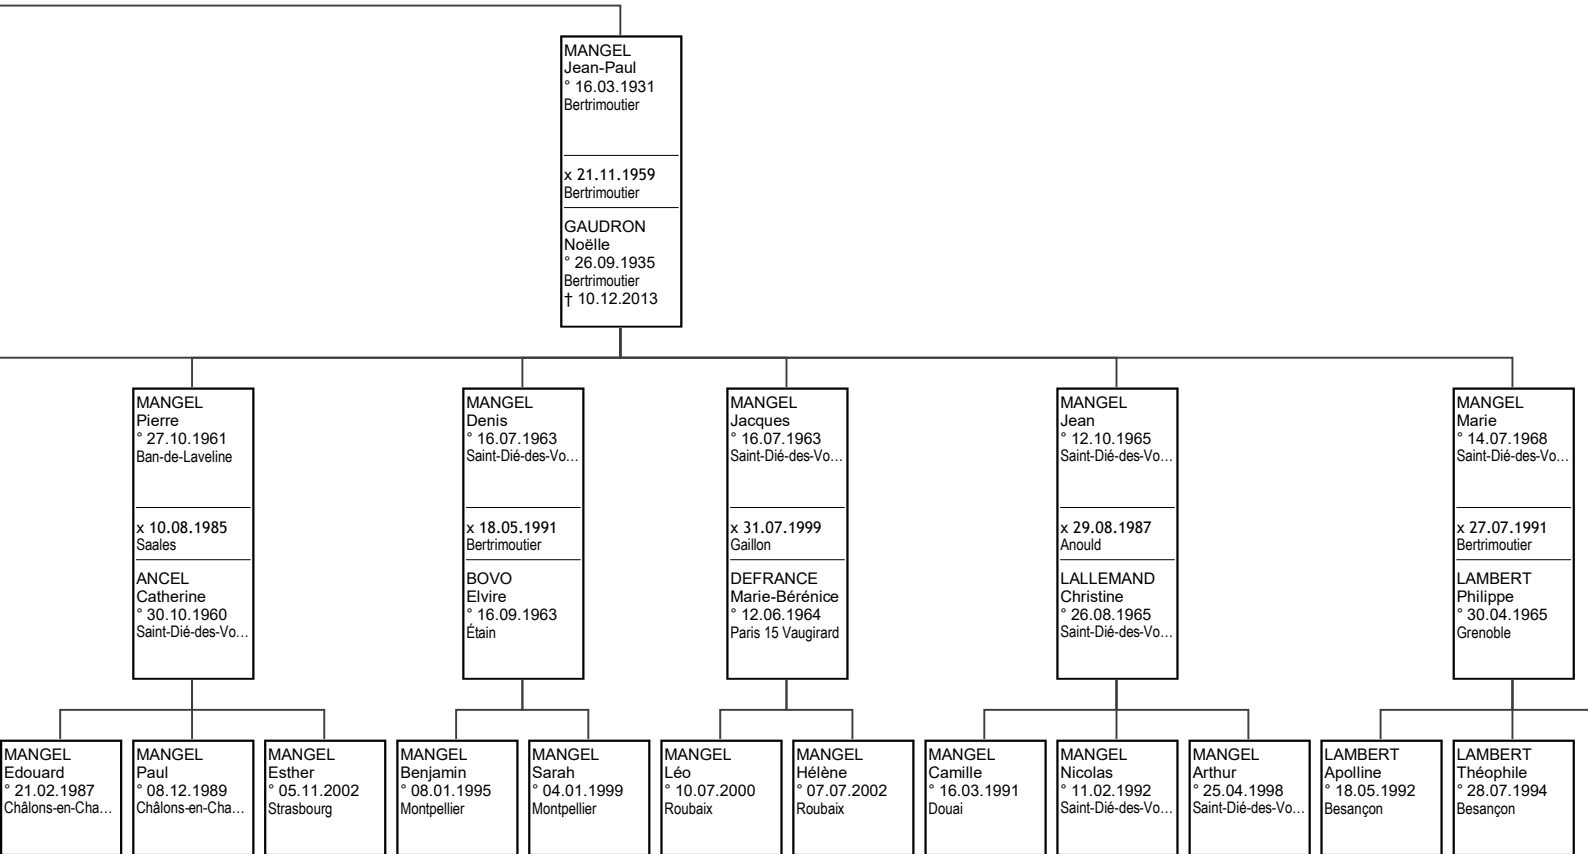 MANGEL
Jean-Paul
° 16.03.1931
Bertrimoutier
x 21.11.1959
Bertrimoutier
GAUDRON
Noëlle
° 26.09.1935
Bertrimoutier
† 10.12.2013
MANGEL
Pierre
° 27.10.1961
Ban-de-Laveline
x 10.08.1985
Saales
ANCEL
Catherine
° 30.10.1960
Saint-Dié-des-Vo...
MANGEL
Denis
° 16.07.1963
Saint-Dié-des-Vo...
x 18.05.1991
Bertrimoutier
BOVO
Elvire
° 16.09.1963
Étain
MANGEL
Jacques
° 16.07.1963
Saint-Dié-des-Vo...
x 31.07.1999
Gaillon
DEFRANCE
Marie-Bérénice
° 12.06.1964
Paris 15 Vaugirard
MANGEL
Jean
° 12.10.1965
Saint-Dié-des-Vo...
x 29.08.1987
Anould
LALLEMAND
Christine
° 26.08.1965
Saint-Dié-des-Vo...
MANGEL
Marie
° 14.07.1968
Saint-Dié-des-Vo...
x 27.07.1991
Bertrimoutier
LAMBERT
Philippe
° 30.04.1965
Grenoble
MANGEL
Edouard
° 21.02.1987
Châlons-en-Cha...
MANGEL
Paul
° 08.12.1989
Châlons-en-Cha...
MANGEL
Esther
° 05.11.2002
Strasbourg
MANGEL
Benjamin
° 08.01.1995
Montpellier
MANGEL
Sarah
° 04.01.1999
Montpellier
MANGEL
Léo
° 10.07.2000
Roubaix
MANGEL
Hélène
° 07.07.2002
Roubaix
MANGEL
Camille
° 16.03.1991
Douai
MANGEL
Nicolas
° 11.02.1992
Saint-Dié-des-Vo...
MANGEL
Arthur
° 25.04.1998
Saint-Dié-des-Vo...
LAMBERT
Apolline
° 18.05.1992
Besançon
LAMBERT
Théophile
° 28.07.1994
Besançon